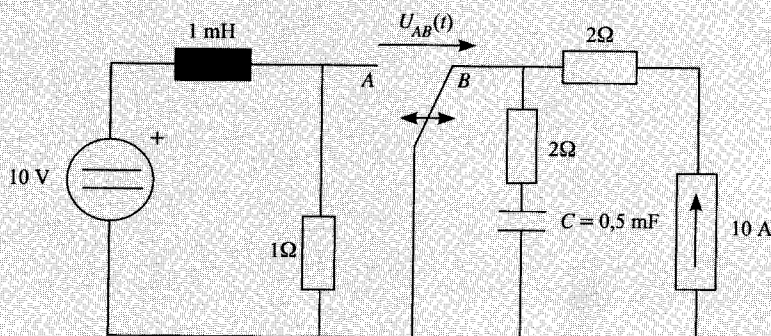 U_AB(t)
1 mH
2Ω
A
B
+
10 V
2Ω
C = 0,5 mF
10 A
1Ω